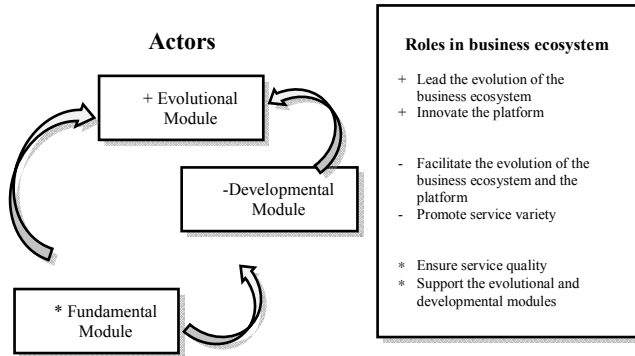 Actors
+ Evolutional
Module
-Developmental
Module
* Fundamental
Module
Roles in business ecosystem
+ Lead the evolution of the
business ecosystem
+ Innovate the platform
- Facilitate the evolution of the
business ecosystem and the
platform
- Promote service variety
* Ensure service quality
* Support the evolutional and
developmental modules